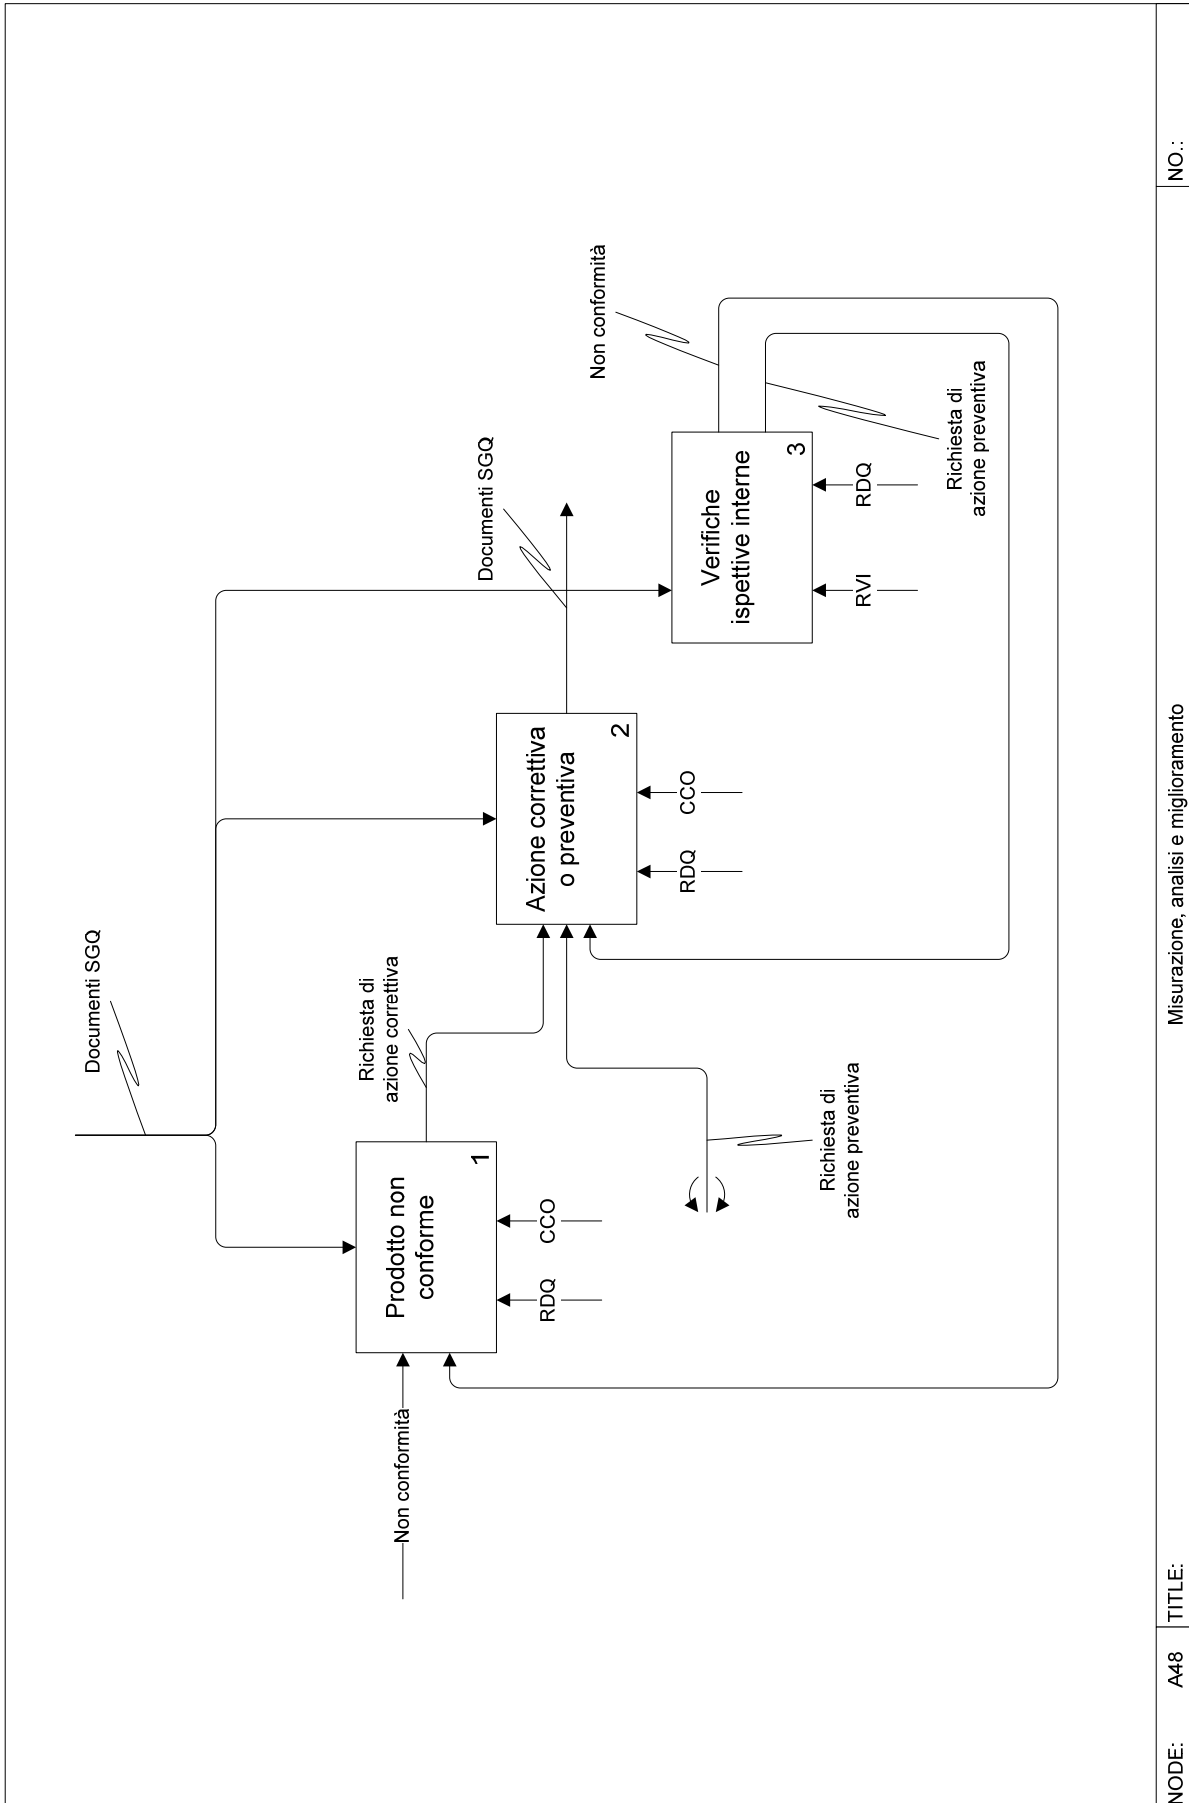 Documenti SGQ
Non conformità
Prodotto non
conforme
1
RDQ
CCO
Richiesta di
azione correttiva
Richiesta di
azione preventiva
Azione correttiva
o preventiva
2
RDQ
CCO
Documenti SGQ
Verifiche
ispettive interne
3
RVI
RDQ
Non conformità
Richiesta di
azione preventiva
NODE:
A48
TITLE:
Misurazione, analisi e miglioramento
NO.: